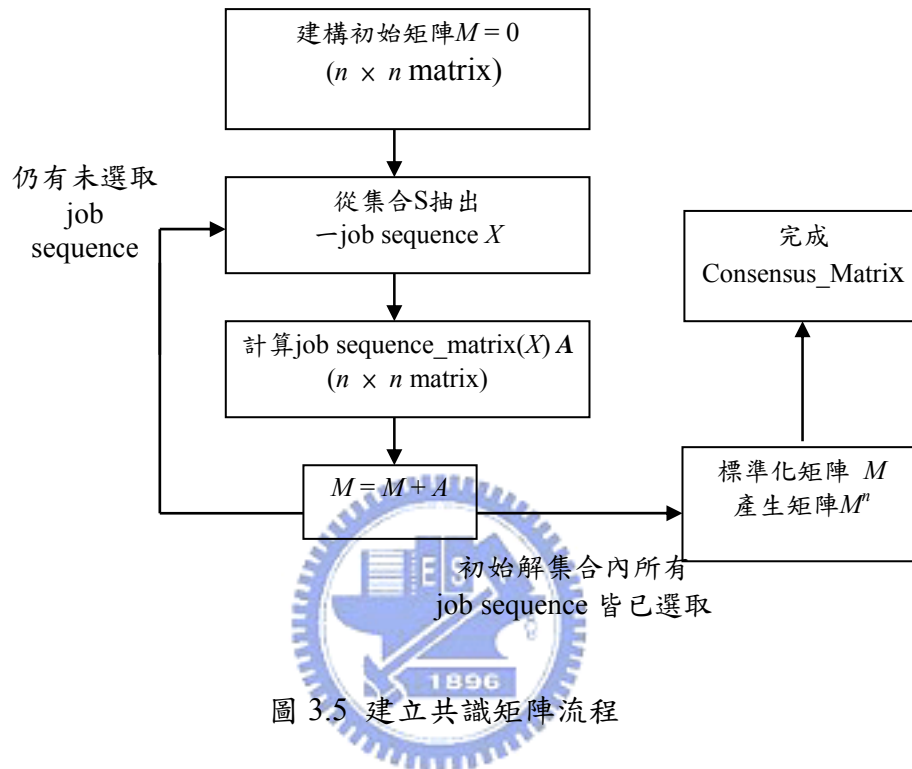 建構初始矩陣M = 0
(n × n matrix)
仍有未選取
job
sequence
從集合S抽出
一job sequence X
完成
Consensus_Matrix
計算job sequence_matrix(X) A
(n × n matrix)
M = M + A
標準化矩陣 M
產生矩陣Mⁿ
初始解集合內所有
job sequence 皆已選取
E S
1896
圖 3.5 建立共識矩陣流程